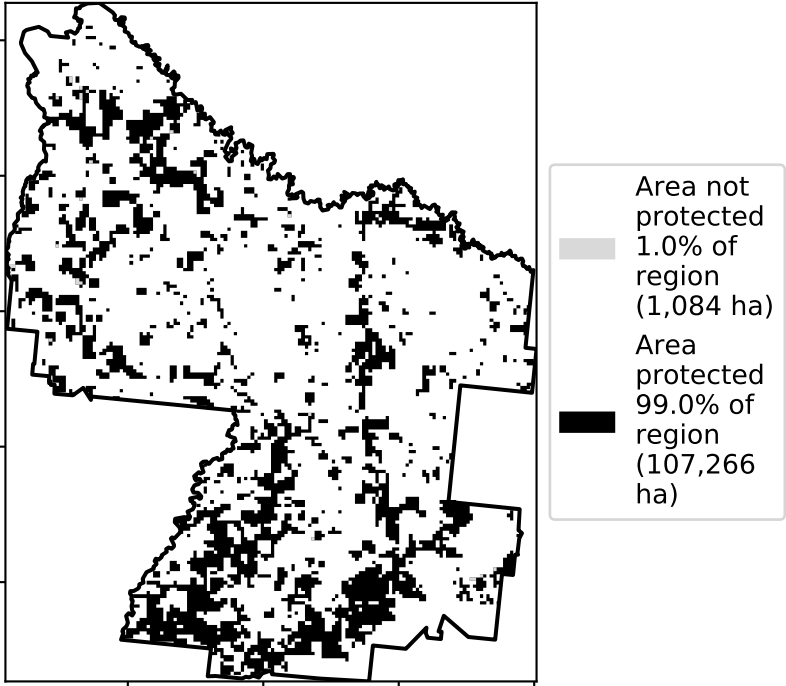 Area not
protected
1.0% of
region
(1,084 ha)
Area
protected
99.0% of
region
(107,266
ha)